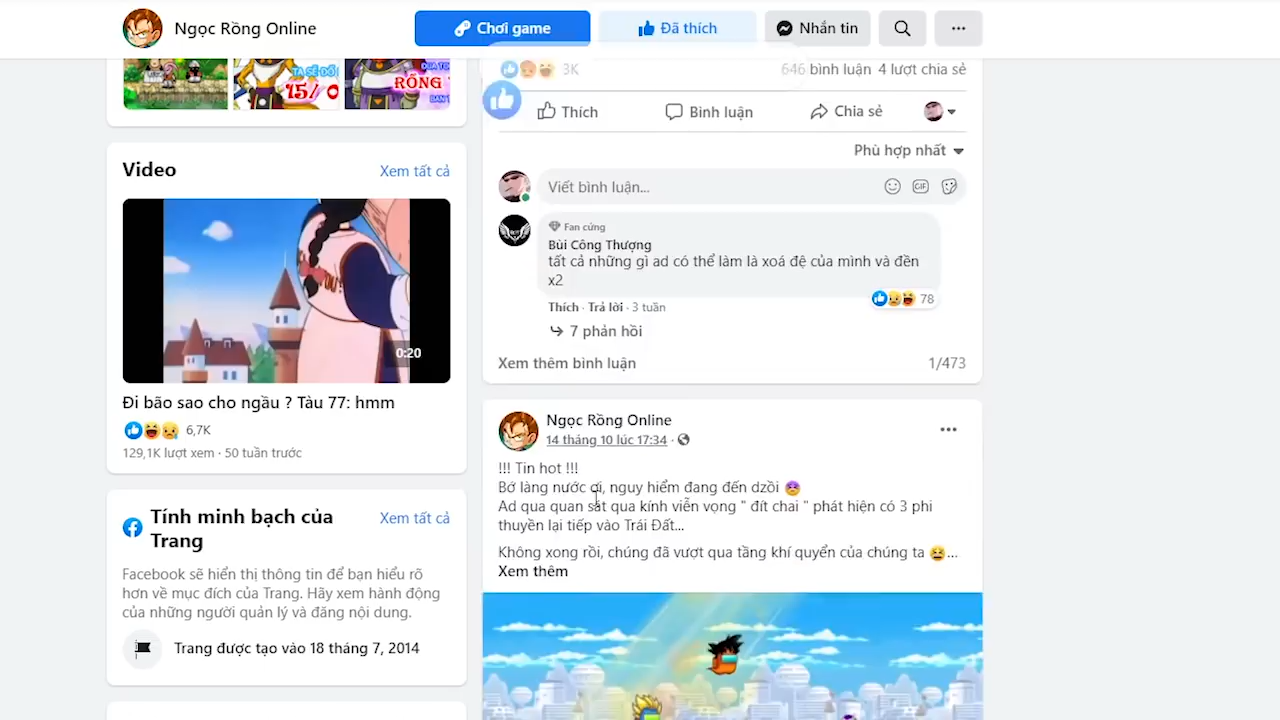 Ngọc Rồng Online
Chơi game
Đã thích
Nhắn tin
TA SẼ ĐỔI
15/
RỒNG
Video
Xem tất cả
0:20
Đi bão sao cho ngầu ? Tàu 77: hmm
6,7K
129,1K lượt xem · 50 tuần trước
Tính minh bạch của
Trang
Xem tất cả
Facebook sẽ hiển thị thông tin để bạn hiểu rõ
hơn về mục đích của Trang. Hãy xem hành động
của những người quản lý và đăng nội dung.
Trang được tạo vào 18 tháng 7, 2014
3K
646 bình luận 4 lượt chia sẻ
Thích
Bình luận
Chia sẻ
Phù hợp nhất
Viết bình luận...
GIF
Fan cứng
Bùi Công Thượng
tất cả những gì ad có thể làm là xoá đệ của mình và đền
x2
78
Thích · Trả lời · 3 tuần
7 phản hồi
Xem thêm bình luận
1/473
Ngọc Rồng Online
14 tháng 10 lúc 17:34 ·
!!! Tin hot !!!
Bớ làng nước ơi, nguy hiểm đang đến dzồi
Ad qua quan sát qua kính viễn vọng " đít chai " phát hiện có 3 phi
thuyền lại tiếp vào Trái Đất...
Không xong rồi, chúng đã vượt qua tầng khí quyển của chúng ta 😆...
Xem thêm